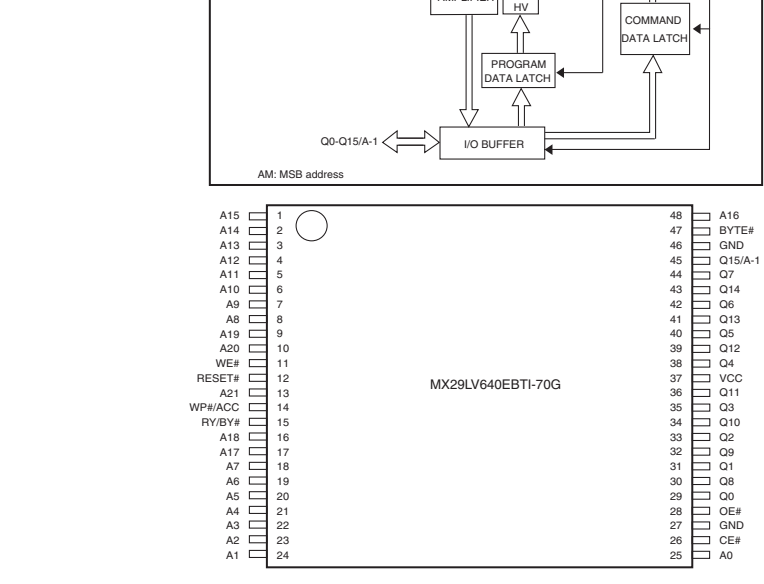 HV
COMMAND
DATA LATCH
PROGRAM
DATA LATCH
Q0-Q15/A-1
I/O BUFFER
AM: MSB address
A15 1 48 A16
A14 2 47 BYTE#
A13 3 46 GND
A12 4 45 Q15/A-1
A11 5 44 Q7
A10 6 43 Q14
A9 7 42 Q6
A8 8 41 Q13
A19 9 40 Q5
A20 10 39 Q12
WE# 11 38 Q4
RESET# 12 37 VCC
A21 13 36 Q11
WP#/ACC 14 35 Q3
RY/BY# 15 34 Q10
A18 16 33 Q2
A17 17 32 Q9
A7 18 31 Q1
A6 19 30 Q8
A5 20 29 Q0
A4 21 28 OE#
A3 22 27 GND
A2 23 26 CE#
A1 24 25 A0
MX29LV640EBTI-70G